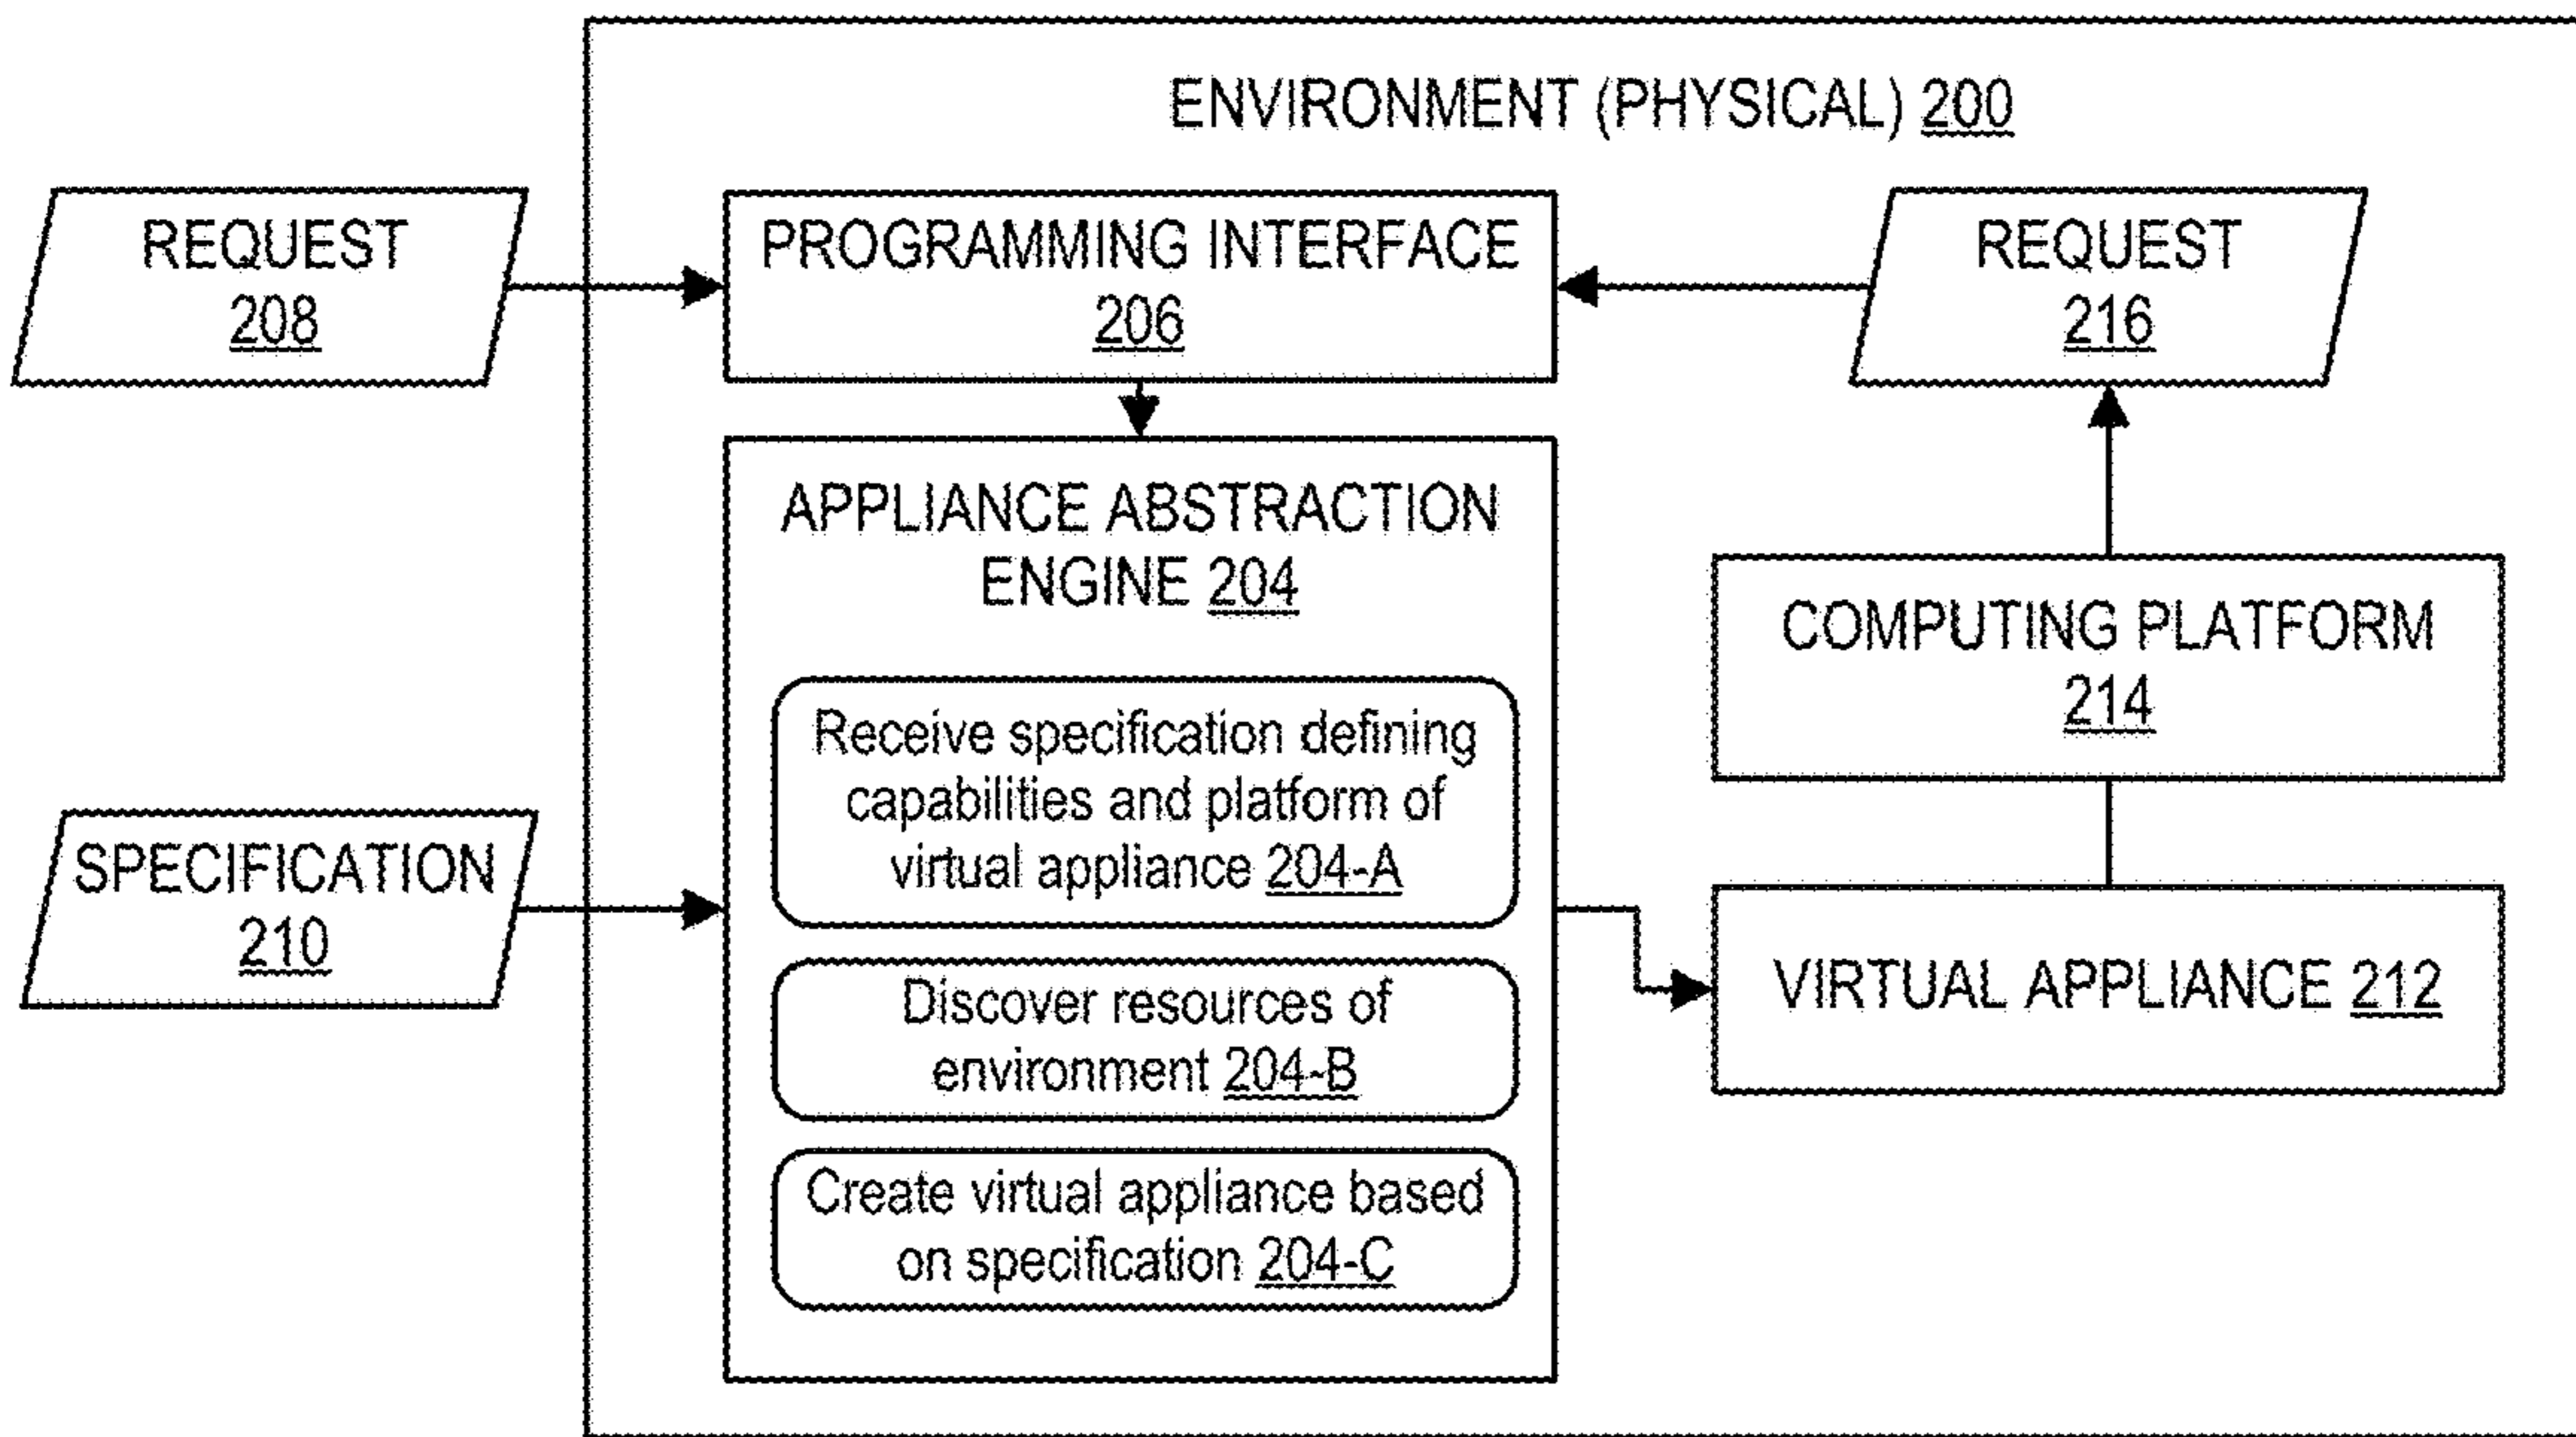 ENVIRONMENT (PHYSICAL) 200
REQUEST
208
PROGRAMMING INTERFACE
206
REQUEST
216
APPLIANCE ABSTRACTION
ENGINE 204
Receive specification defining
capabilities and platform of
virtual appliance 204-A
Discover resources of
environment 204-B
Create virtual appliance based
on specification 204-C
SPECIFICATION
210
COMPUTING PLATFORM
214
VIRTUAL APPLIANCE 212